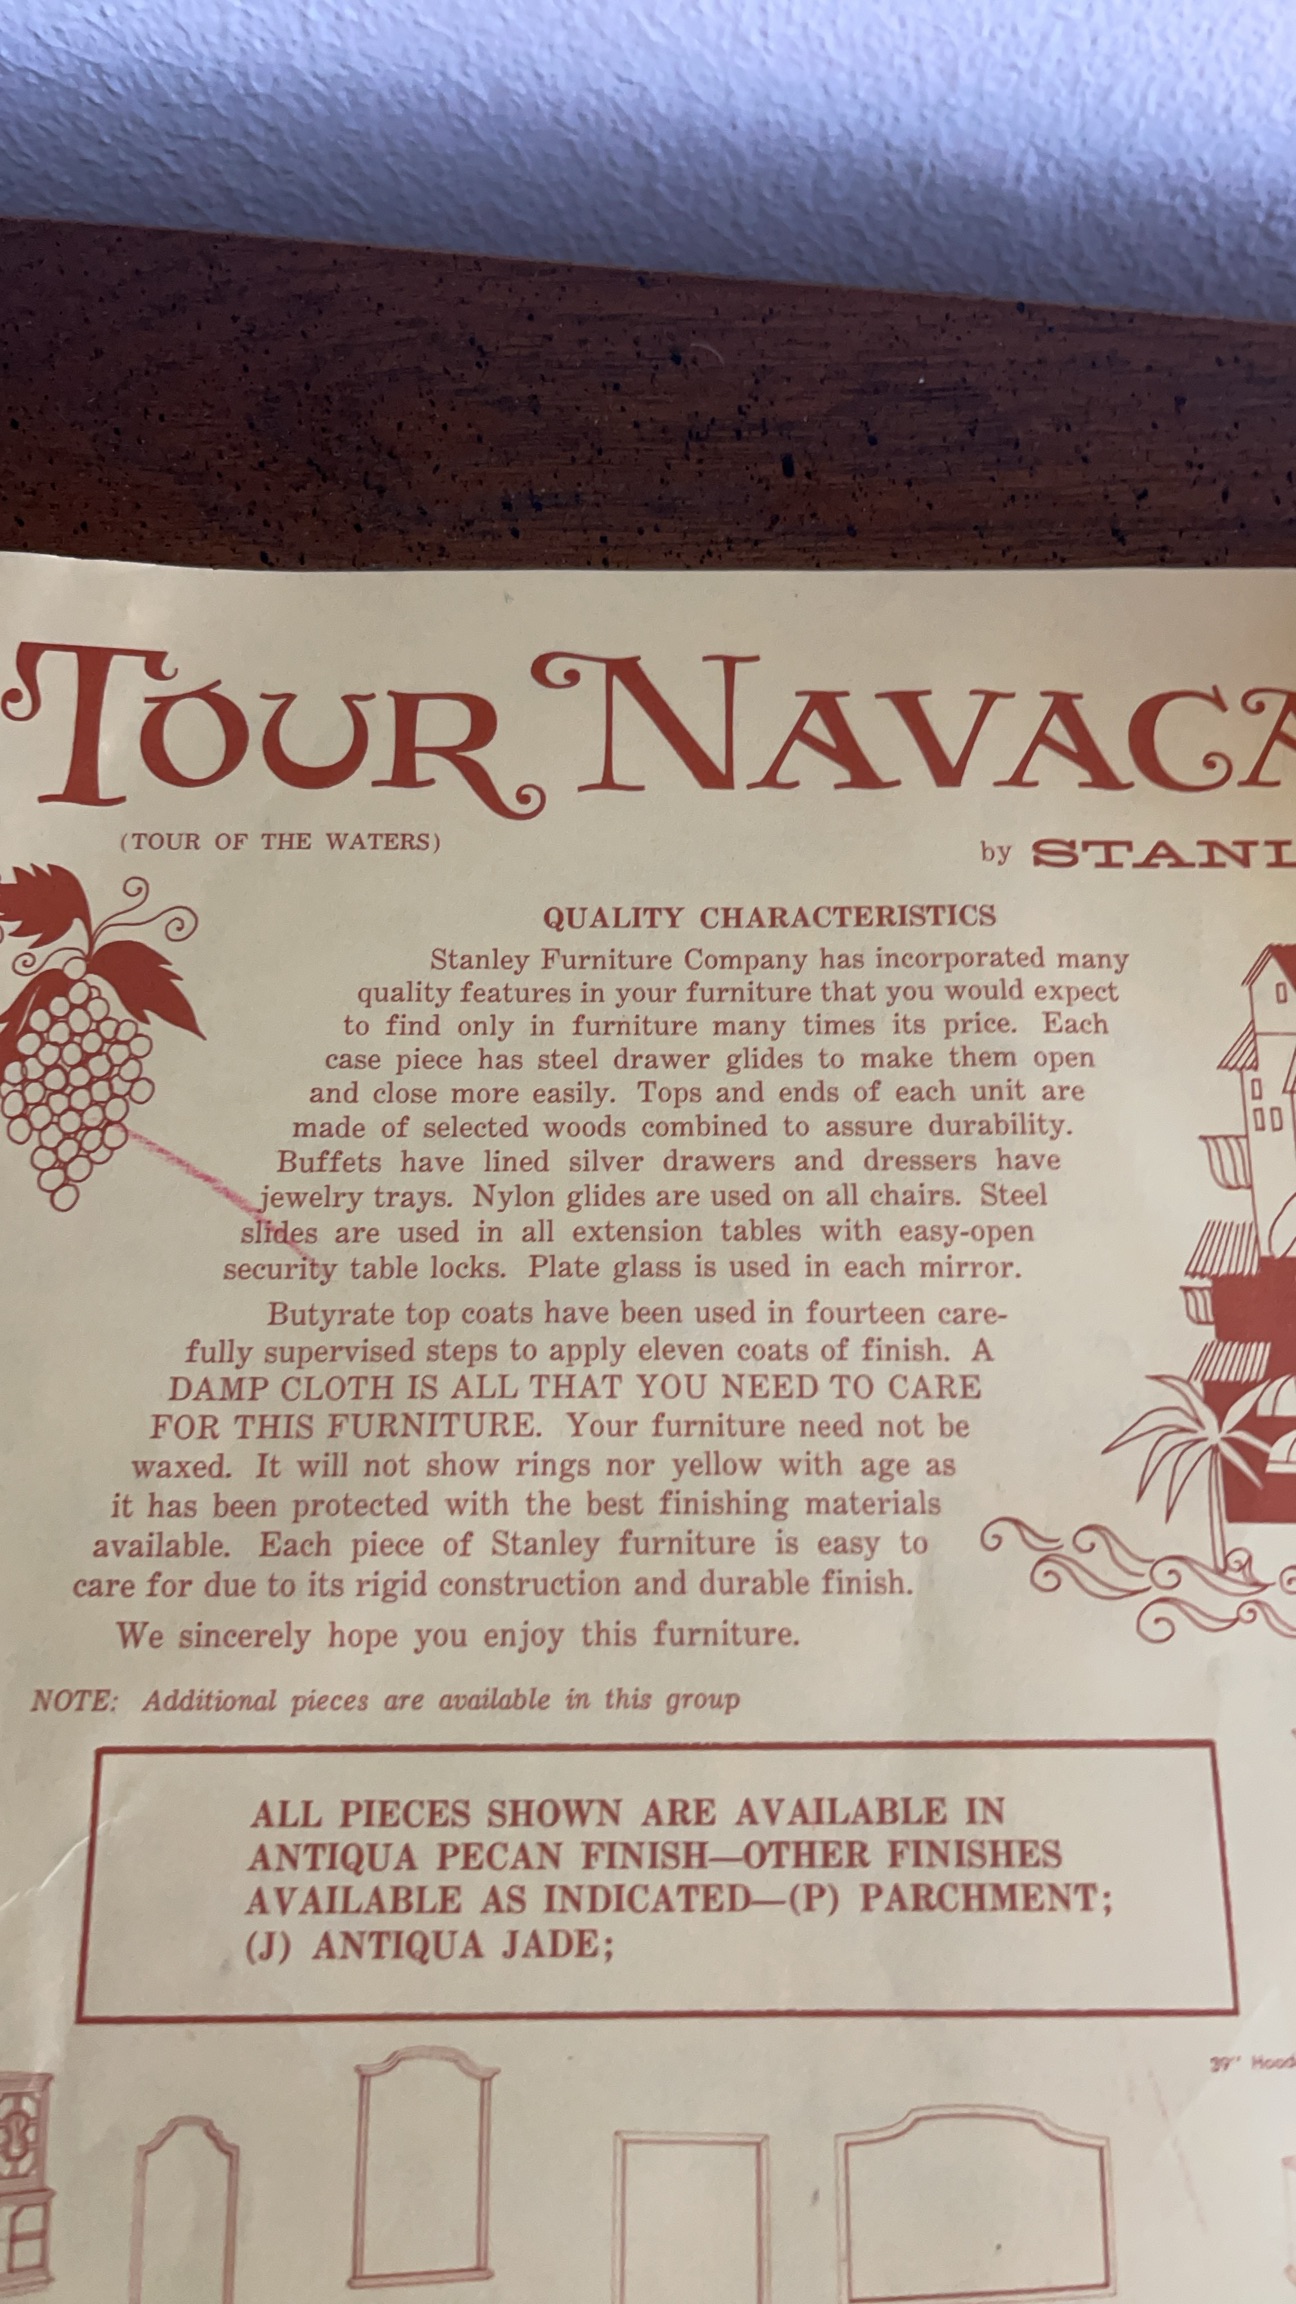 TOUR NAVACA
(TOUR OF THE WATERS)
by STANL
QUALITY CHARACTERISTICS
Stanley Furniture Company has incorporated many
quality features in your furniture that you would expect
to find only in furniture many times its price. Each
case piece has steel drawer glides to make them open
and close more easily. Tops and ends of each unit are
made of selected woods combined to assure durability.
Buffets have lined silver drawers and dressers have
jewelry trays. Nylon glides are used on all chairs. Steel
slides are used in all extension tables with easy-open
security table locks. Plate glass is used in each mirror.
Butyrate top coats have been used in fourteen care-
fully supervised steps to apply eleven coats of finish. A
DAMP CLOTH IS ALL THAT YOU NEED TO CARE
FOR THIS FURNITURE. Your furniture need not be
waxed. It will not show rings nor yellow with age as
it has been protected with the best finishing materials
available. Each piece of Stanley furniture is easy to
care for due to its rigid construction and durable finish.
We sincerely hope you enjoy this furniture.
NOTE: Additional pieces are available in this group
ALL PIECES SHOWN ARE AVAILABLE IN
ANTIQUA PECAN FINISH—OTHER FINISHES
AVAILABLE AS INDICATED—(P) PARCHMENT;
(J) ANTIQUA JADE;
39" Hood